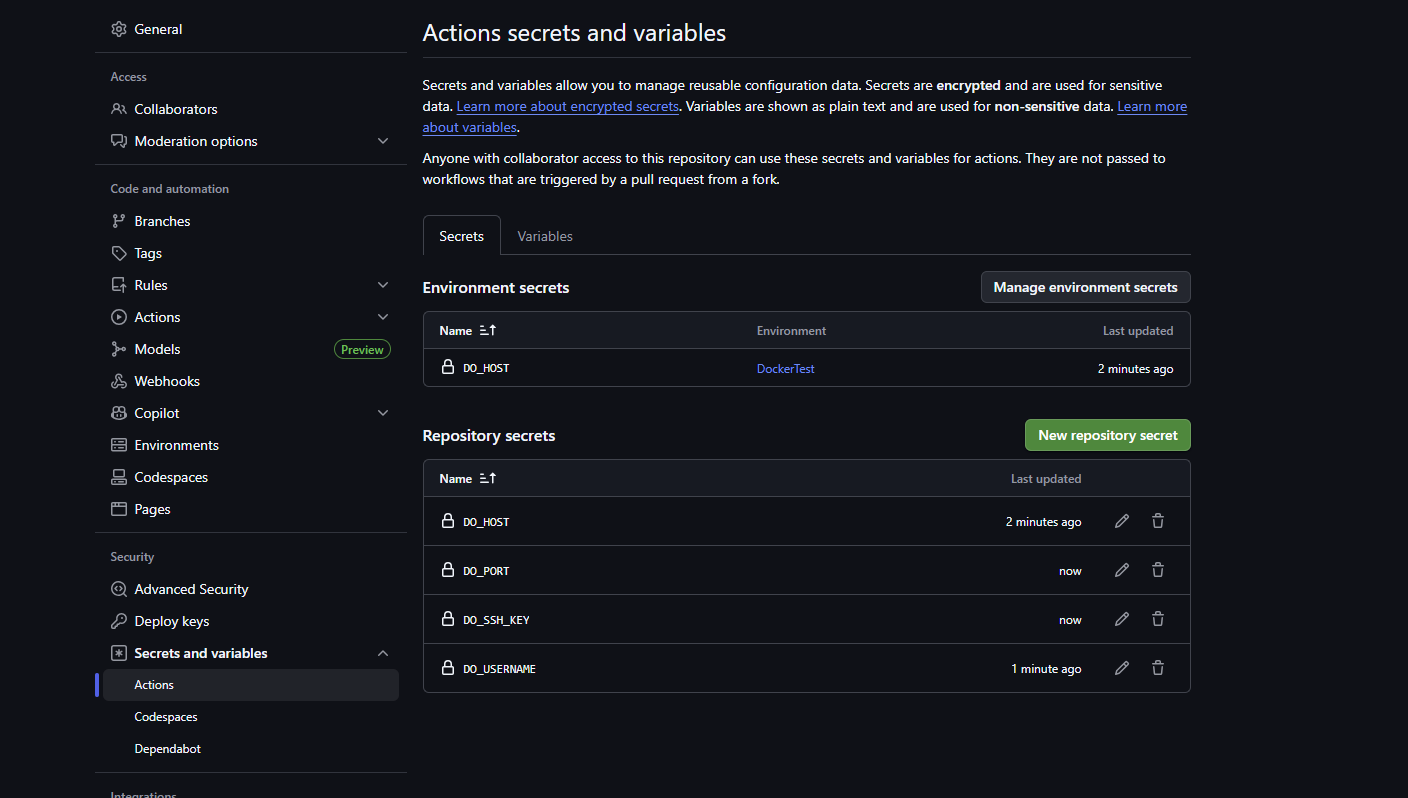 General
Access
Collaborators
Moderation options
Code and automation
Branches
Tags
Rules
Actions
Models Preview
Webhooks
Copilot
Environments
Codespaces
Pages
Security
Advanced Security
Deploy keys
Secrets and variables
Actions
Codespaces
Dependabot
Integrations
Actions secrets and variables
Secrets and variables allow you to manage reusable configuration data. Secrets are encrypted and are used for sensitive
data. Learn more about encrypted secrets. Variables are shown as plain text and are used for non-sensitive data. Learn more
about variables.
Anyone with collaborator access to this repository can use these secrets and variables for actions. They are not passed to
workflows that are triggered by a pull request from a fork.
Secrets Variables
Environment secrets Manage environment secrets
Name Environment Last updated
DO_HOST DockerTest 2 minutes ago
Repository secrets New repository secret
Name Last updated
DO_HOST 2 minutes ago
DO_PORT now
DO_SSH_KEY now
DO_USERNAME 1 minute ago